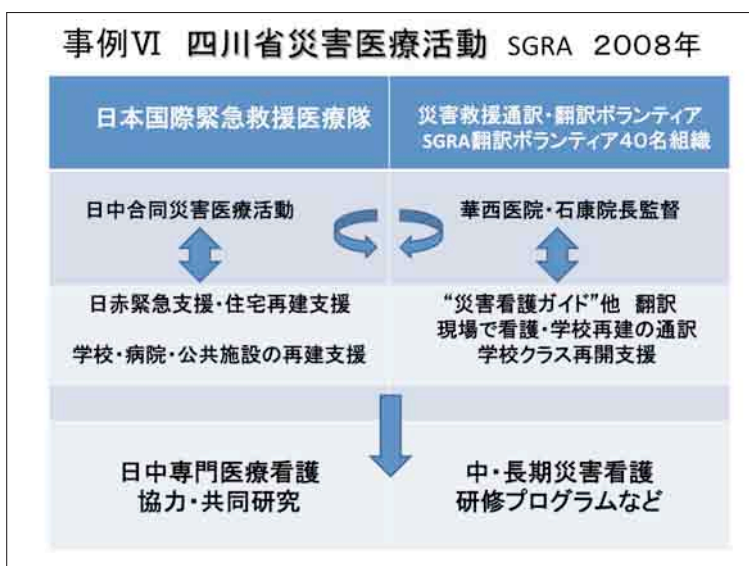 事例Ⅵ 四川省災害医療活動 SGRA 2008年
日本国際緊急救援医療隊
災害救援通訳・翻訳ボランティア
SGRA翻訳ボランティア40名組織
日中合同災害医療活動
華西医院・石康院長監督
日赤緊急支援・住宅再建支援
学校・病院・公共施設の再建支援
“災害看護ガイド”他 翻訳
現場で看護・学校再建の通訳
学校クラス再開支援
日中専門医療看護
協力・共同研究
中・長期災害看護
研修プログラムなど